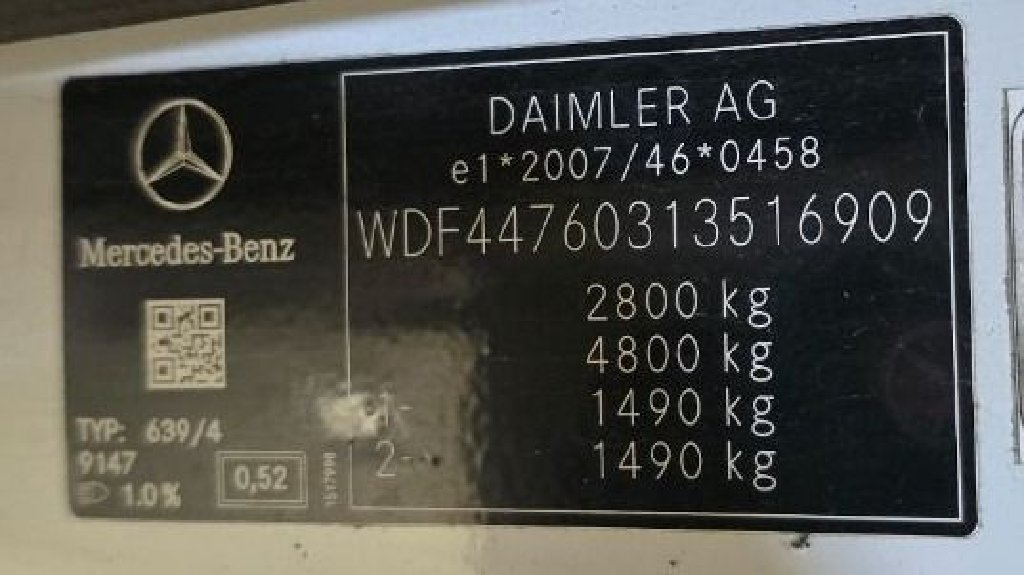 Mercedes-Benz
TYP: 639/4
9147
1.0%
0,52
DAIMLER AG
e1*2007/46*0458
WDF44760313516909
2800 kg
4800 kg
1- 1490 kg
2- 1490 kg